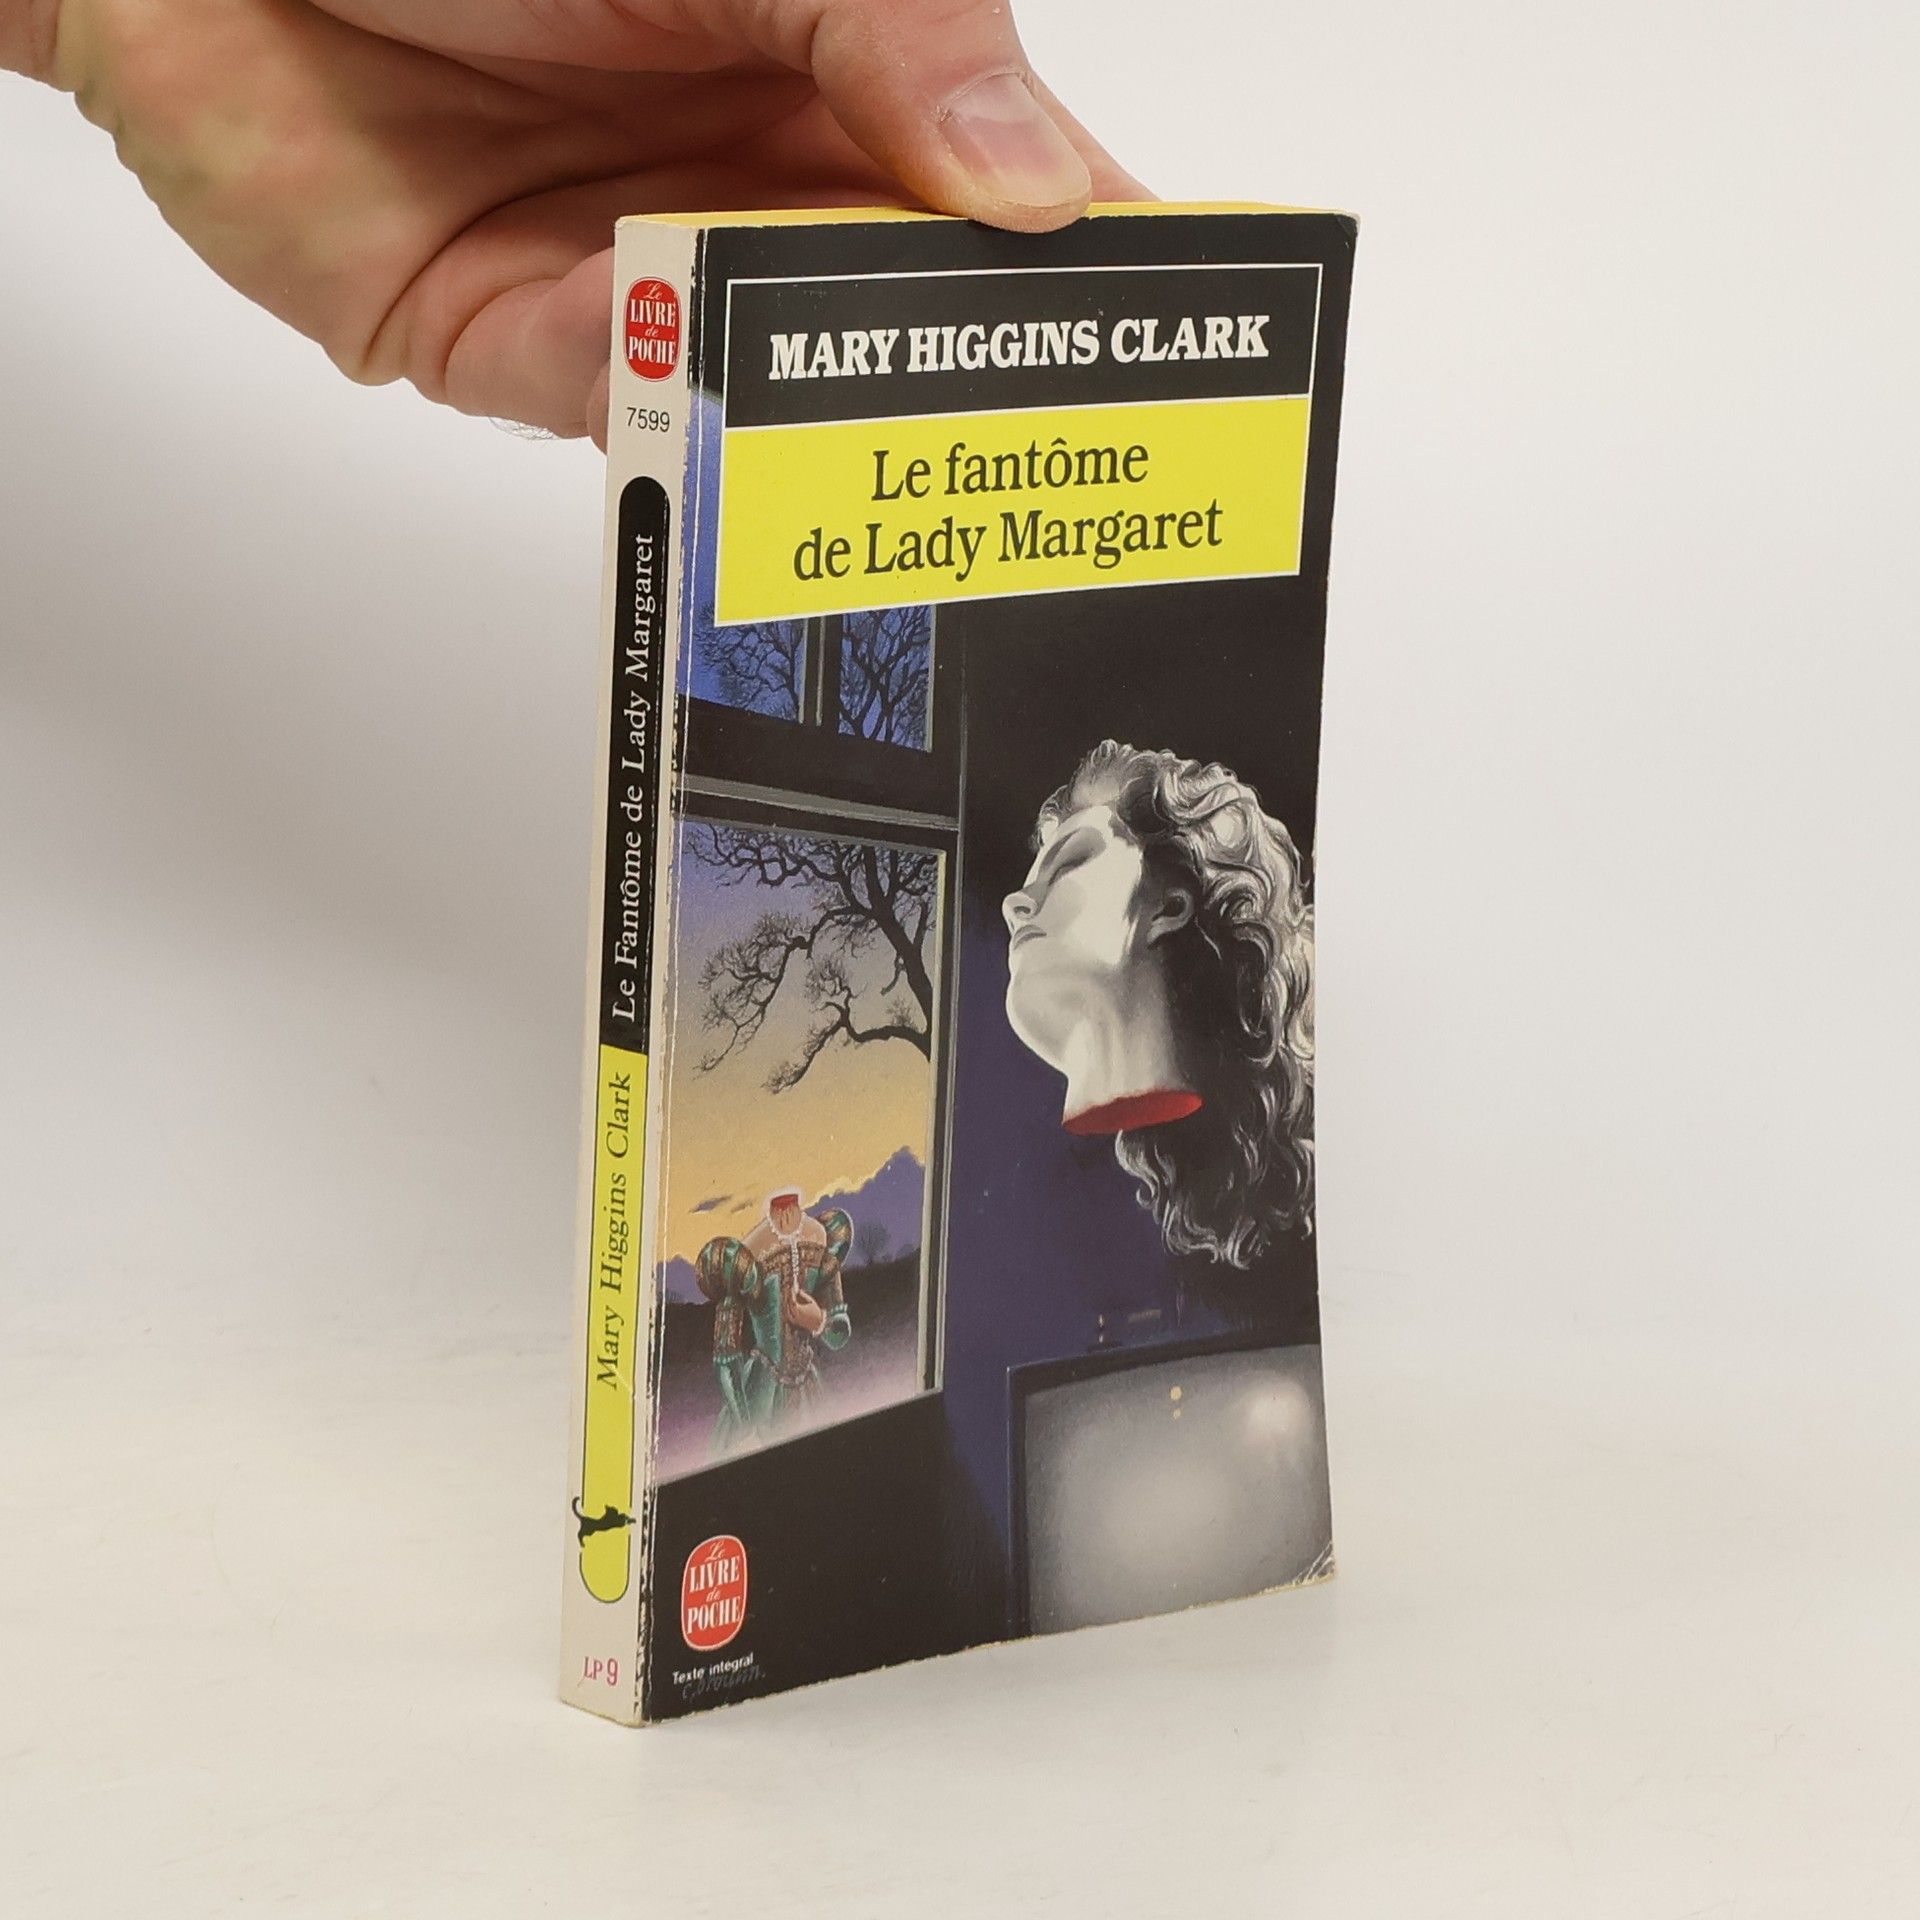 Le
LIVRE
de
POCHE
7599
Le Fantôme de Lady Margaret
Mary Higgins Clark
LP 9
MARY HIGGINS CLARK
Le fantôme
de Lady Margaret
Le
LIVRE
de
POCHE
Texte intégral